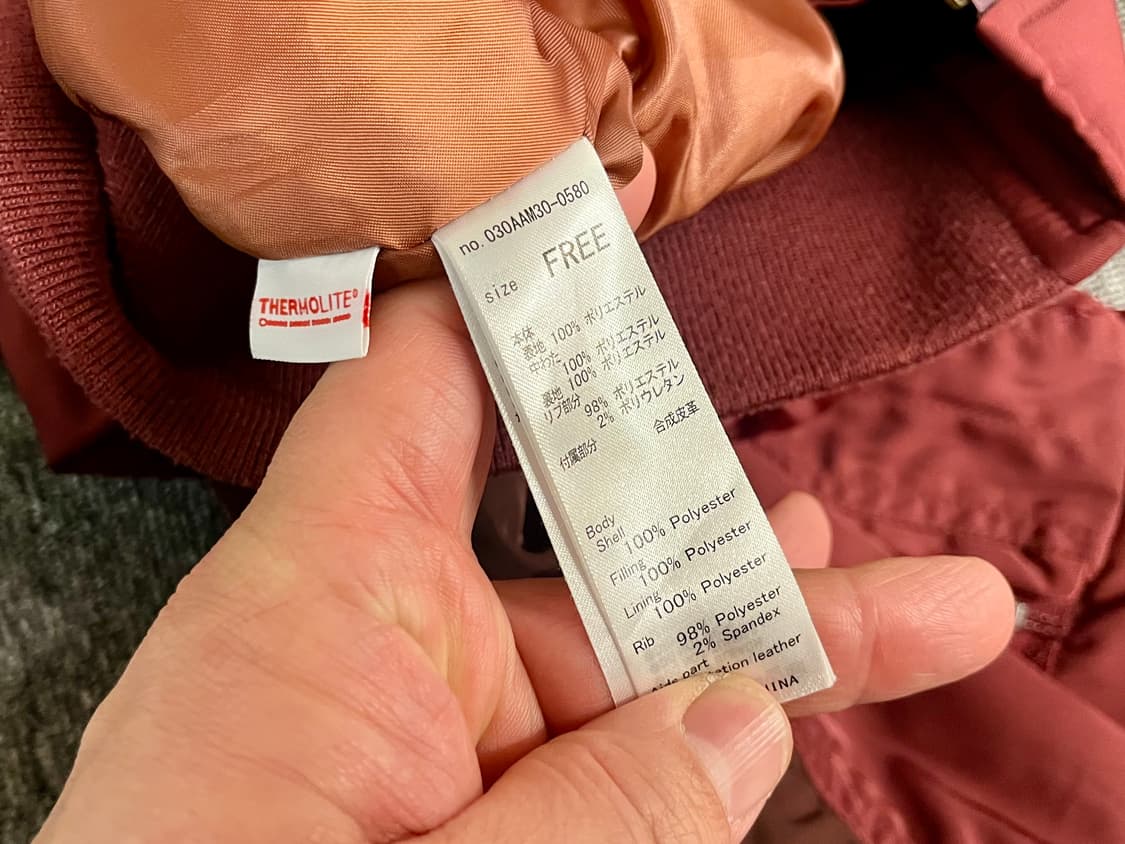 THERMOLITE®
no. 030AAM30-0580
size FREE
本体
表地 100% ポリエステル
中わた 100% ポリエステル
裏地 100% ポリエステル
リブ部分 98% ポリエステル
2% ポリウレタン
付属部分 合成皮革
Body
Shell 100% Polyester
Filling 100% Polyester
Lining 100% Polyester
Rib 98% Polyester
2% Spandex
part leather